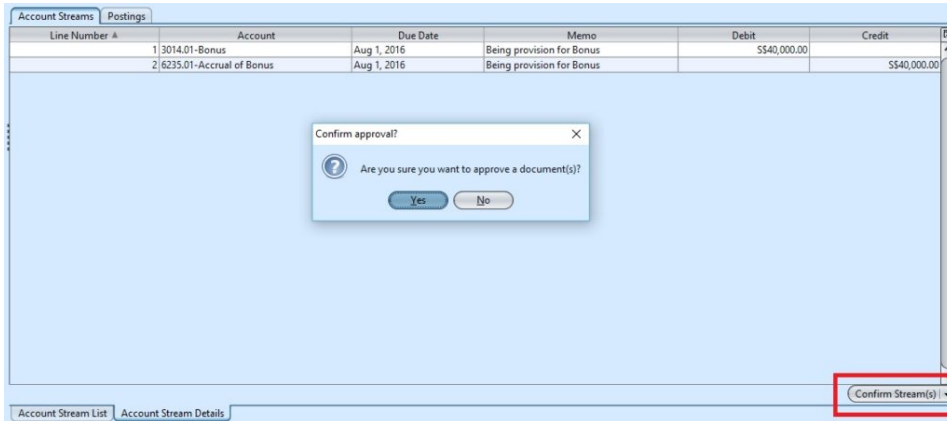 Account Streams Postings
Line Number Account Due Date Memo Debit Credit
1 3014.01-Bonus Aug 1, 2016 Being provision for Bonus S$40,000.00
2 6235.01-Accrual of Bonus Aug 1, 2016 Being provision for Bonus S$40,000.00
Confirm approval?
Are you sure you want to approve a document(s)?
Yes No
Confirm Stream(s)
Account Stream List Account Stream Details